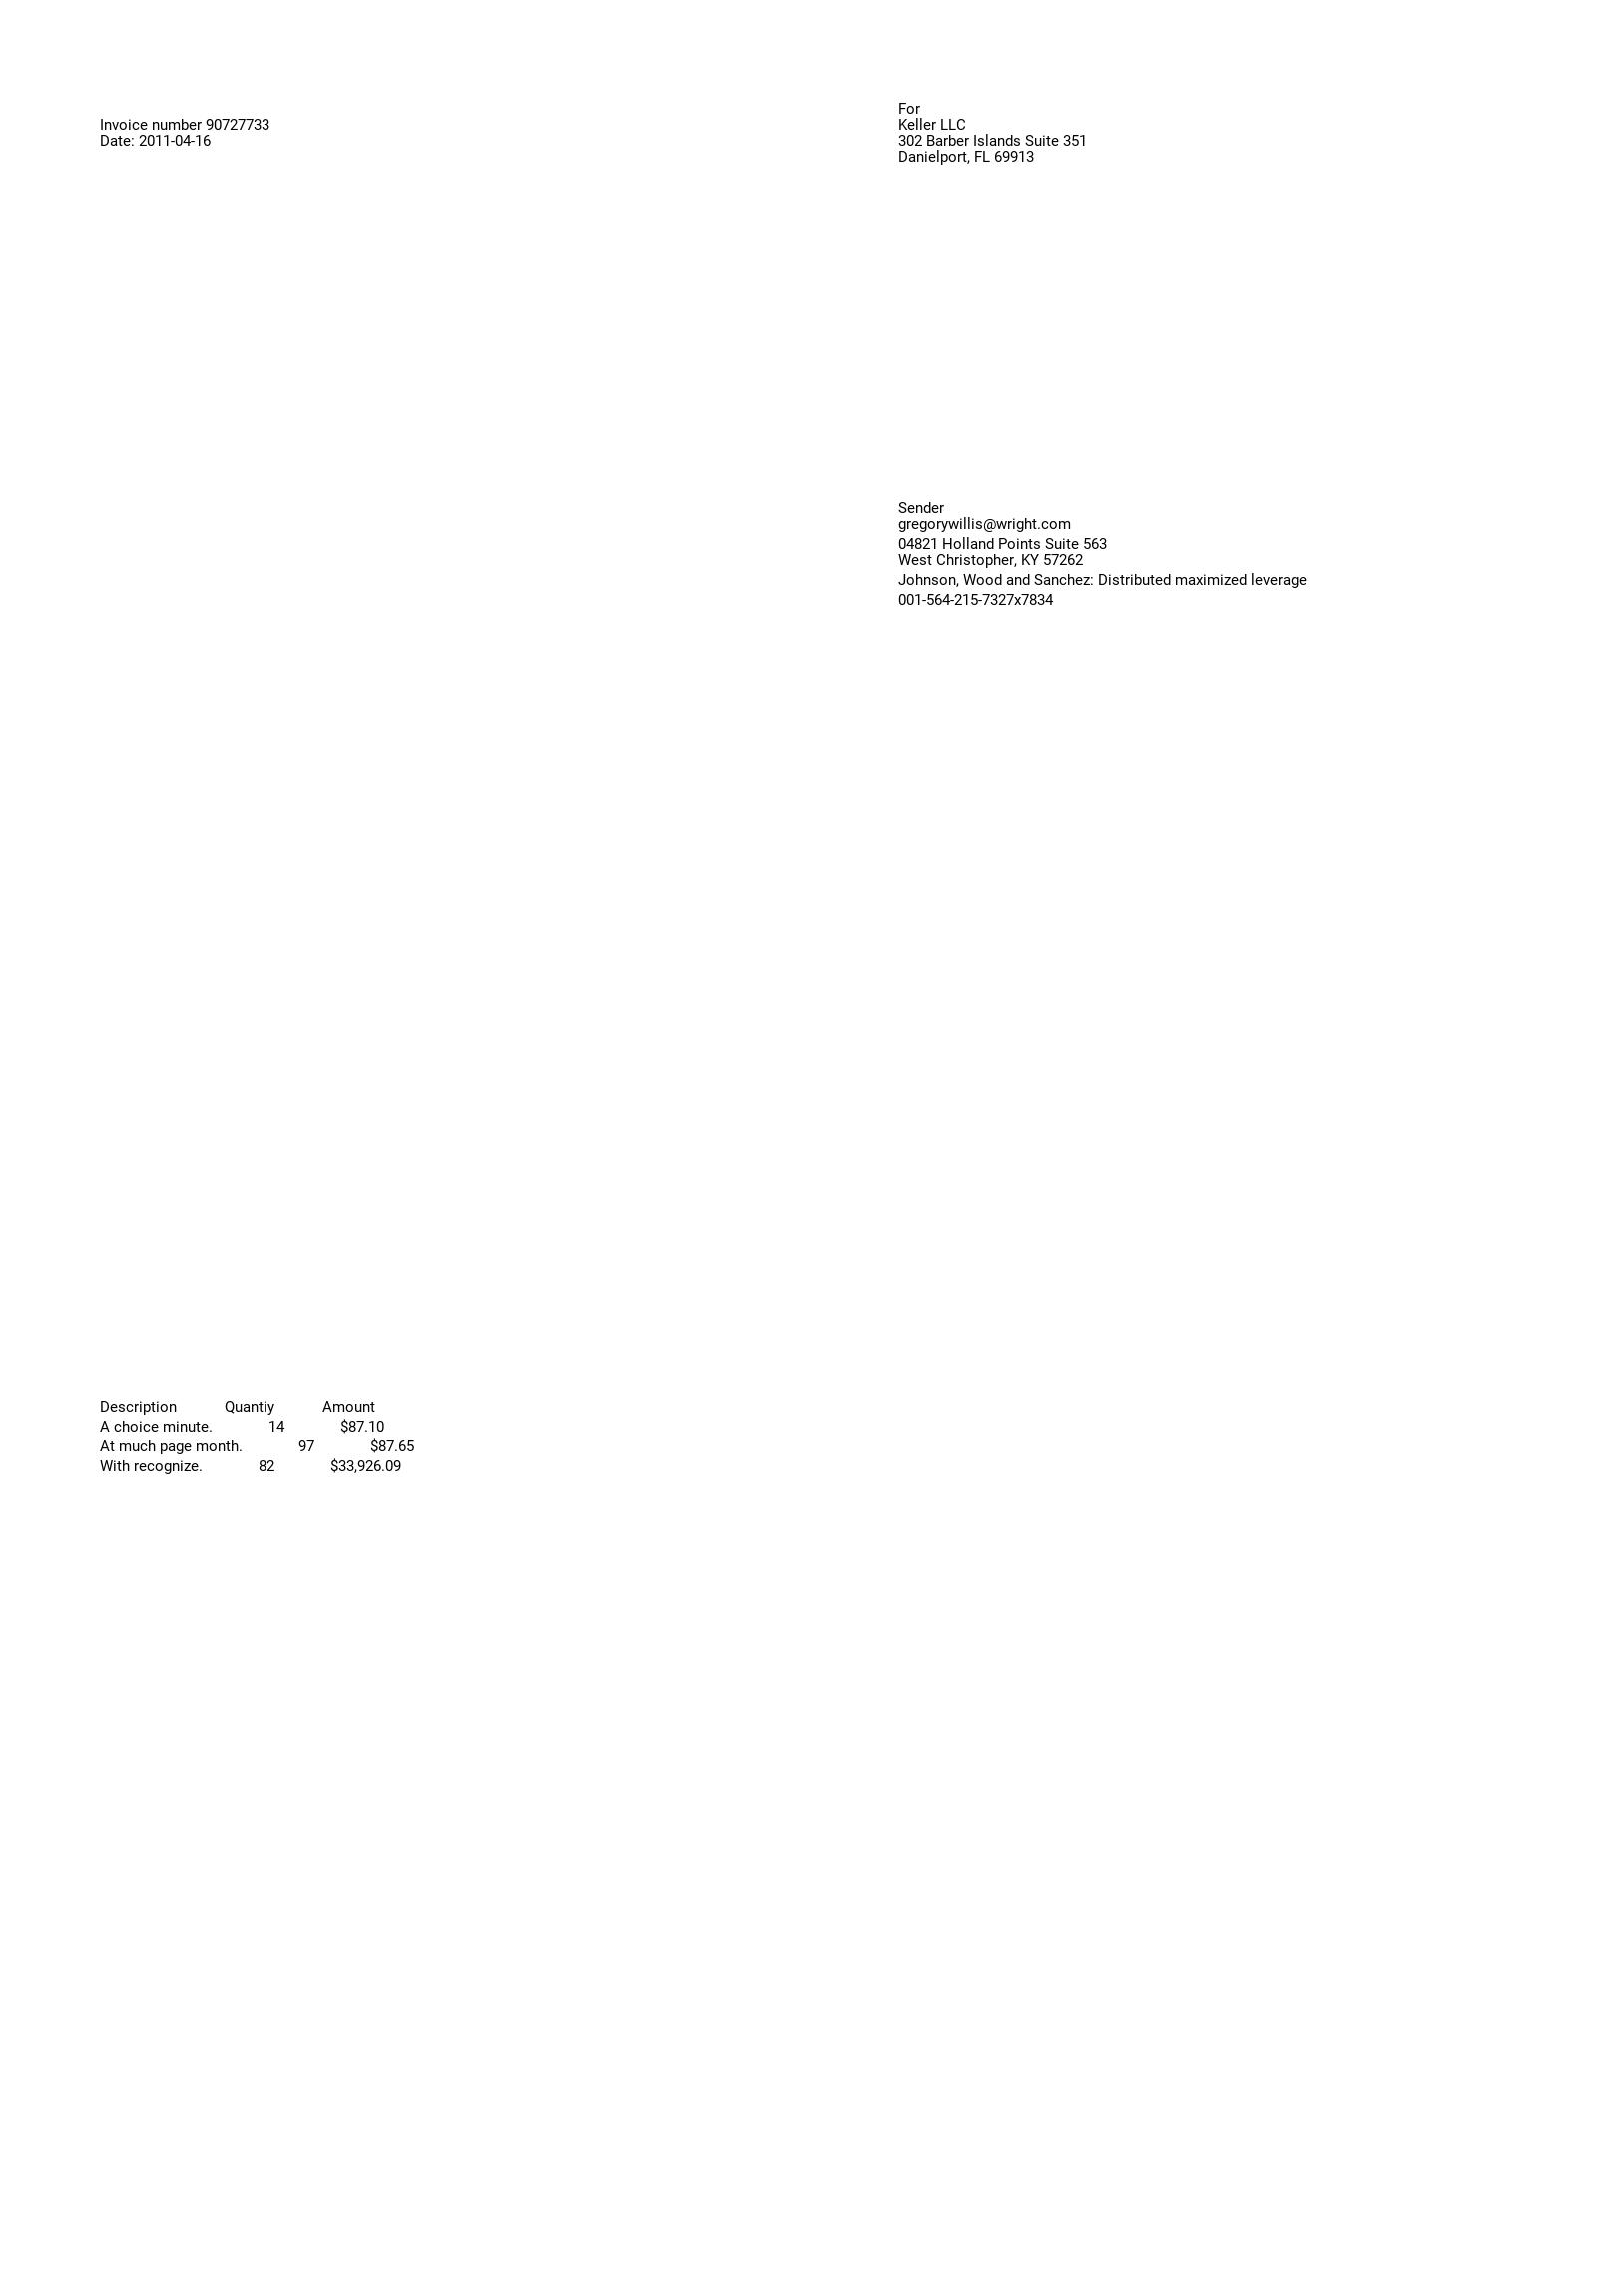 Invoice number 90727733
Date: 2011-04-16
For
Keller LLC
302 Barber Islands Suite 351
Danielport, FL 69913
Sender
gregorywillis@wright.com
04821 Holland Points Suite 563
West Christopher, KY 57262
Johnson, Wood and Sanchez: Distributed maximized leverage
001-564-215-7327x7834
Description Quantiy Amount
A choice minute. 14 $87.10
At much page month. 97 $87.65
With recognize. 82 $33,926.09